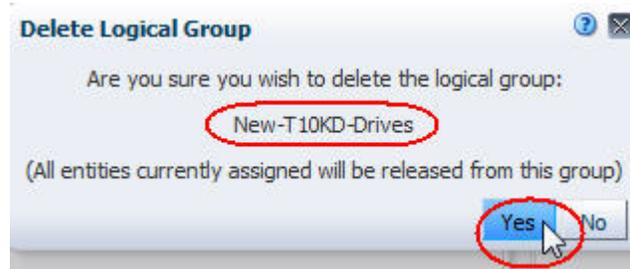 Delete Logical Group
Are you sure you wish to delete the logical group:
New-T10KD-Drives
(All entities currently assigned will be released from this group)
Yes No